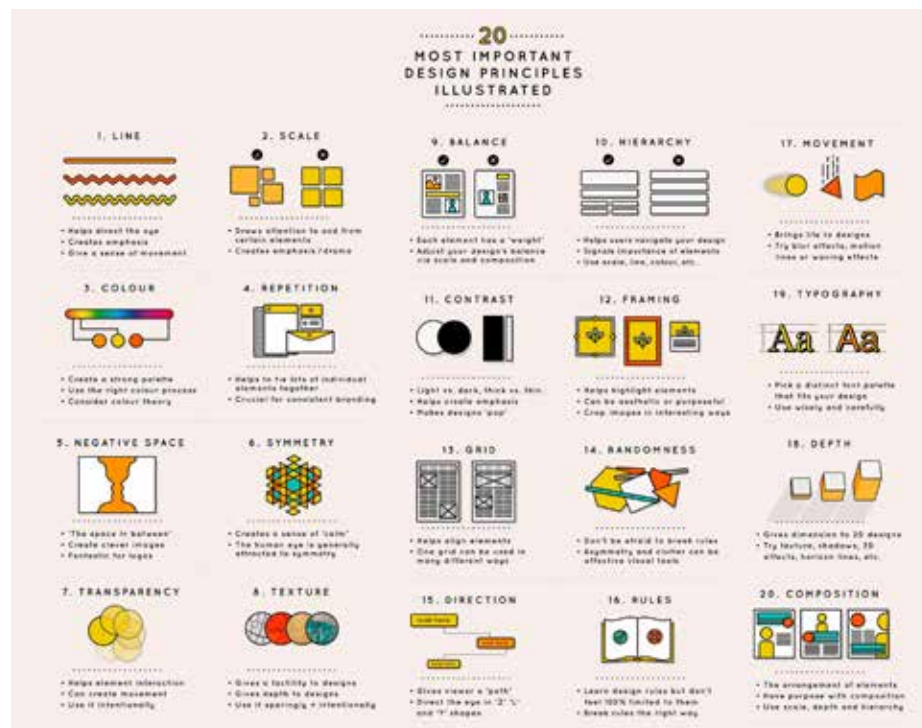 20
MOST IMPORTANT
DESIGN PRINCIPLES
ILLUSTRATED
1. LINE
• Helps direct the eye
• Creates emphasis
• Give a sense of movement
2. SCALE
• Draws attention to and from
certain elements
• Creates emphasis/drama
3. COLOUR
• Create a strong palette
• Use the right colour process
• Consider colour theory
4. REPETITION
• Helps to tie lots of individual
elements together
• Crucial for consistent branding
5. NEGATIVE SPACE
• 'The space in between'
• Create clever images
• Fantastic for logos
6. SYMMETRY
• Creates a sense of 'calm'
• The human eye is generally
attracted to symmetry
7. TRANSPARENCY
• Helps element interaction
• Can create movement
• Use it intentionally
8. TEXTURE
• Gives a tactility to designs
• Gives depth to designs
• Use it sparingly + intentionally
9. BALANCE
• Each element has a 'weight'
• Adjust your design's balance
via scale and composition
10. HIERARCHY
• Helps users navigate your design
• Signals importance of elements
• Use scale, line, colour, etc.
11. CONTRAST
• Light vs. dark, thick vs. thin.
• Helps create emphasis
• Makes designs 'pop'
12. FRAMING
• Helps highlight elements
• Can be aesthetic or purposeful
• Crop images in interesting ways
13. GRID
• Helps align elements
• One grid can be used in
many different ways
14. RANDOMNESS
• Don't be afraid to break rules
• Asymmetry and clutter can be
effective visual tools
15. DIRECTION
• Gives viewer a 'path'
• Direct the eye in 'Z' 'L'
and 'F' shapes
16. RULES
• Learn design rules but don't
feel 100% limited to them
• Break rules the right way
17. MOVEMENT
• Brings life to designs
• Try blur effects, motion
lines or waving effects
19. TYPOGRAPHY
Aa Aa
• Pick a distinct font palette
that fits your design
• Use wisely and carefully
18. DEPTH
• Gives dimension to 2D designs
• Try texture, shadows, 3D
effects, horizon lines, etc.
20. COMPOSITION
• The arrangement of elements
• Have purpose with composition
• Use scale, depth and hierarchy